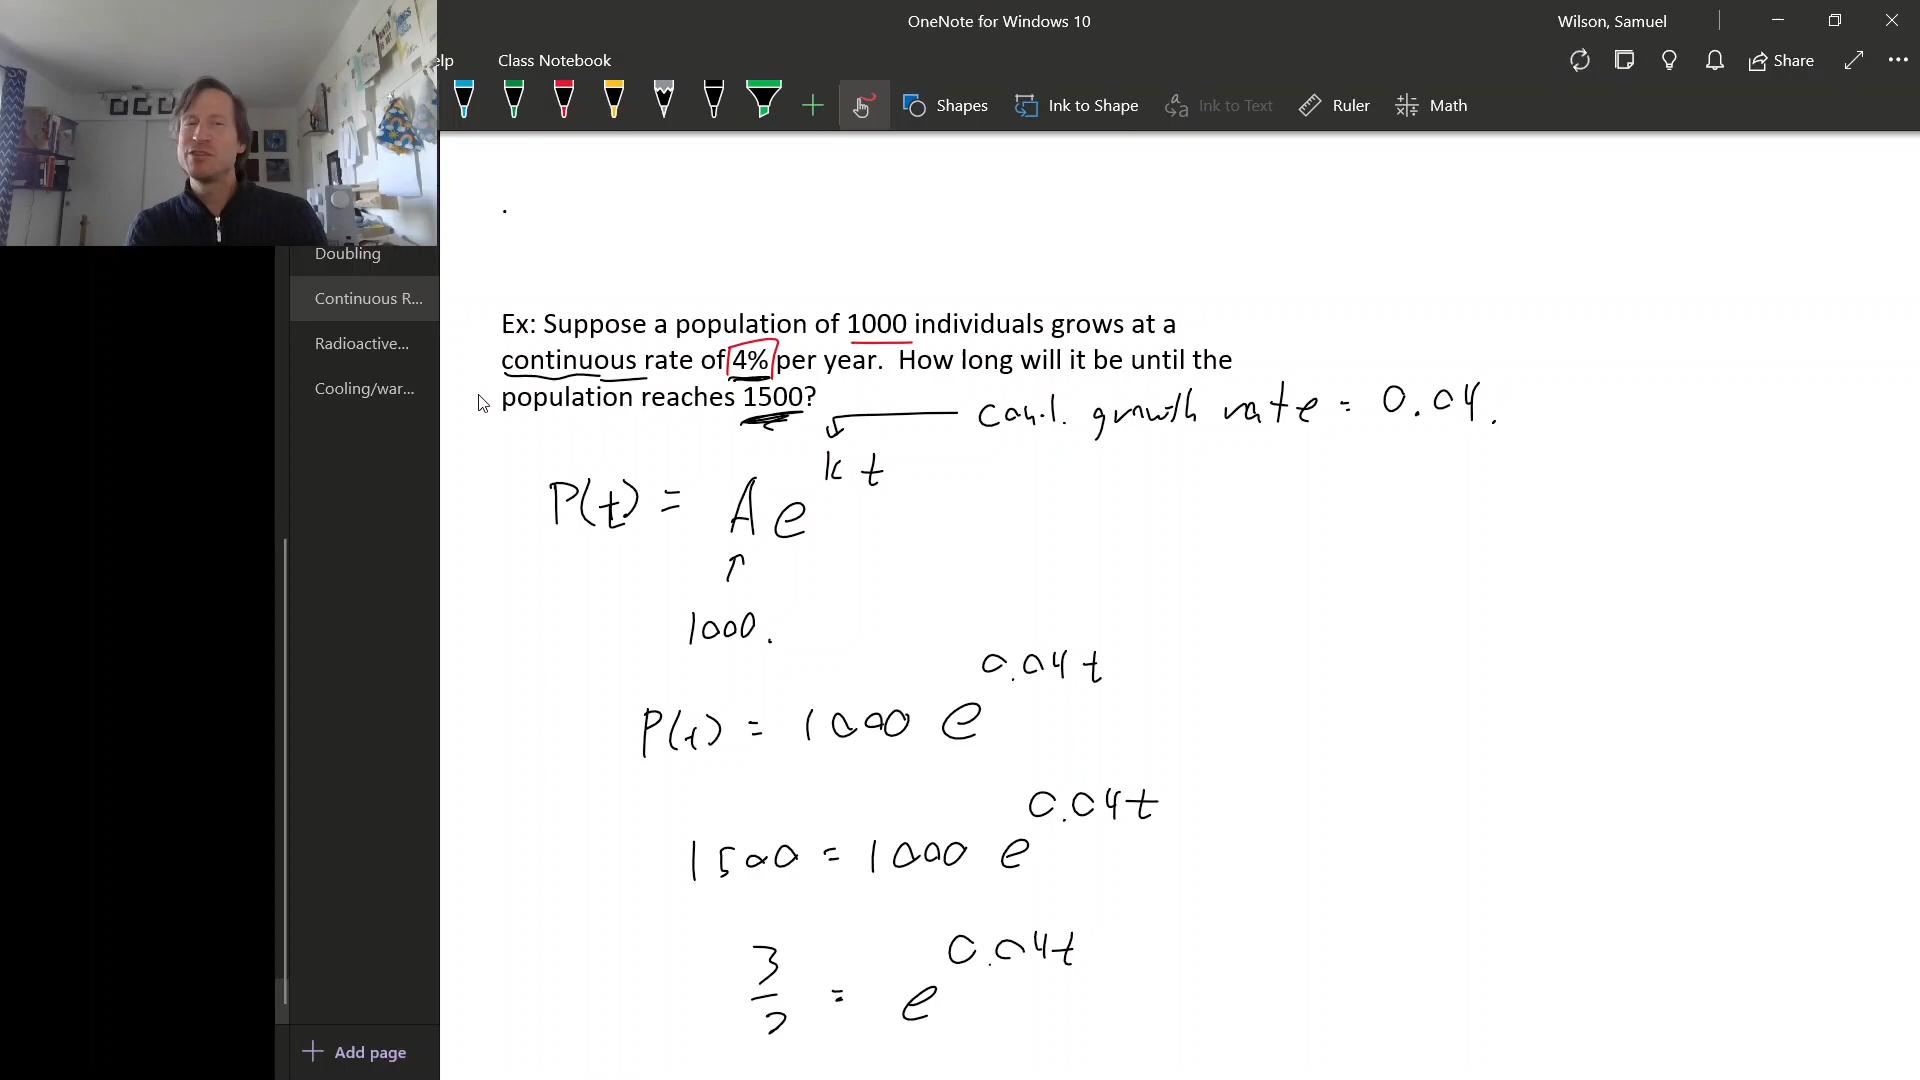 OneNote for Windows 10
Wilson, Samuel
elp Class Notebook
Share
Shapes Ink to Shape Ink to Text Ruler Math
Doubling
Continuous R...
Radioactive...
Cooling/war...
Add page
.
Ex: Suppose a population of 1000 individuals grows at a
continuous rate of 4% per year. How long will it be until the
population reaches 1500?
cont. growth rate = 0.04.
P(t) = A e^kt
1000.
P(t) = 1000 e^0.04t
1500 = 1000 e^0.04t
3/2 = e^0.04t